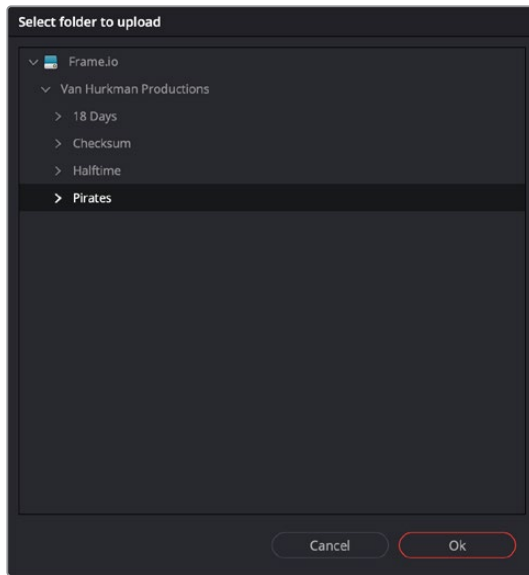 Select folder to upload
Frame.io
Van Hurkman Productions
18 Days
Checksum
Halftime
Pirates
Cancel
Ok